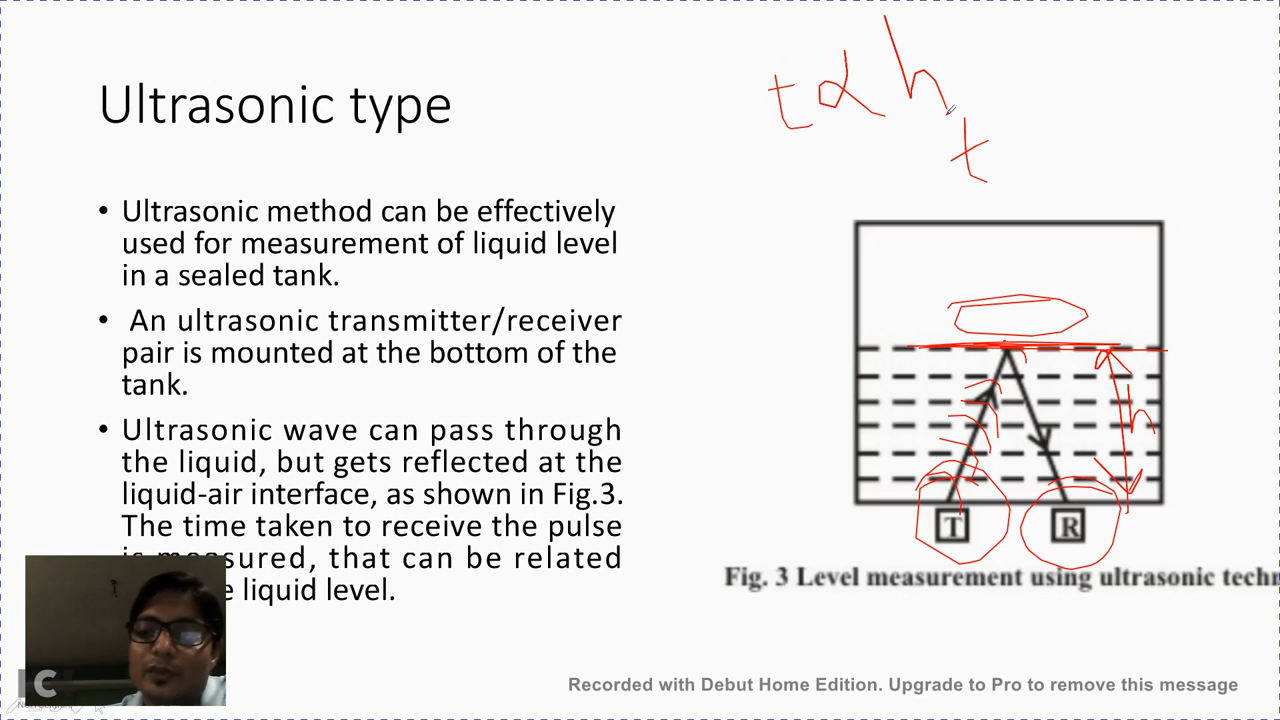 Ultrasonic type
t α h
t
• Ultrasonic method can be effectively
used for measurement of liquid level
in a sealed tank.
• An ultrasonic transmitter/receiver
pair is mounted at the bottom of the
tank.
• Ultrasonic wave can pass through
the liquid, but gets reflected at the
liquid-air interface, as shown in Fig.3.
The time taken to receive the pulse
measured, that can be related
liquid level.
h
T R
Fig. 3 Level measurement using ultrasonic techn
C
Recorded with Debut Home Edition. Upgrade to Pro to remove this message